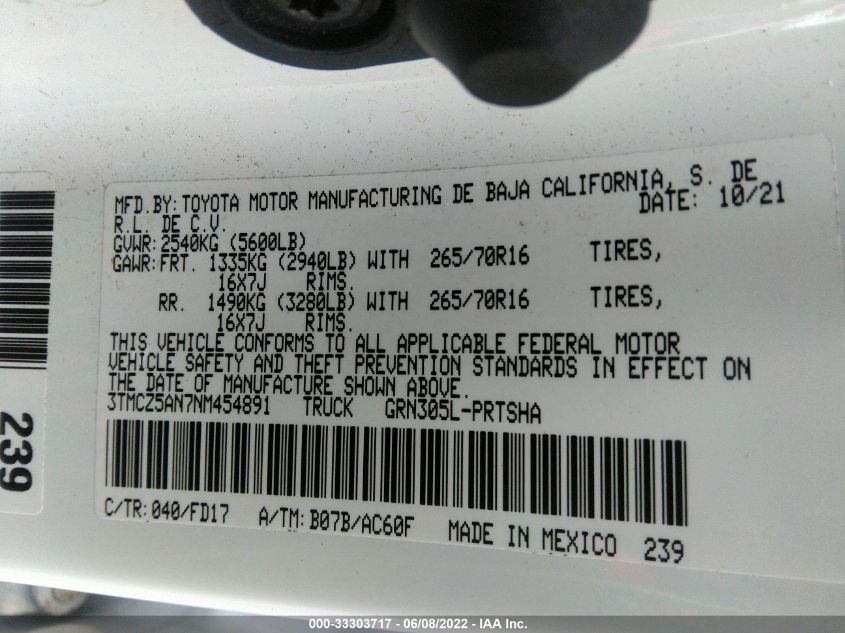 MFD.BY:TOYOTA MOTOR MANUFACTURING DE BAJA CALIFORNIA, S. DE
R.L. DE C.V. DATE: 10/21
GVWR:2540KG (5600LB)
GAWR:FRT. 1335KG (2940LB) WITH 265/70R16 TIRES,
16X7J RIMS.
RR. 1490KG (3280LB) WITH 265/70R16 TIRES,
16X7J RIMS.
THIS VEHICLE CONFORMS TO ALL APPLICABLE FEDERAL MOTOR
VEHICLE SAFETY AND THEFT PREVENTION STANDARDS IN EFFECT ON
THE DATE OF MANUFACTURE SHOWN ABOVE.
3TMCZ5AN7NM454891 TRUCK GRN305L-PRTSHA
C/TR:040/FD17 A/TM:B07B/AC60F MADE IN MEXICO 239
239
000-33303717 - 06/08/2022 - IAA Inc.